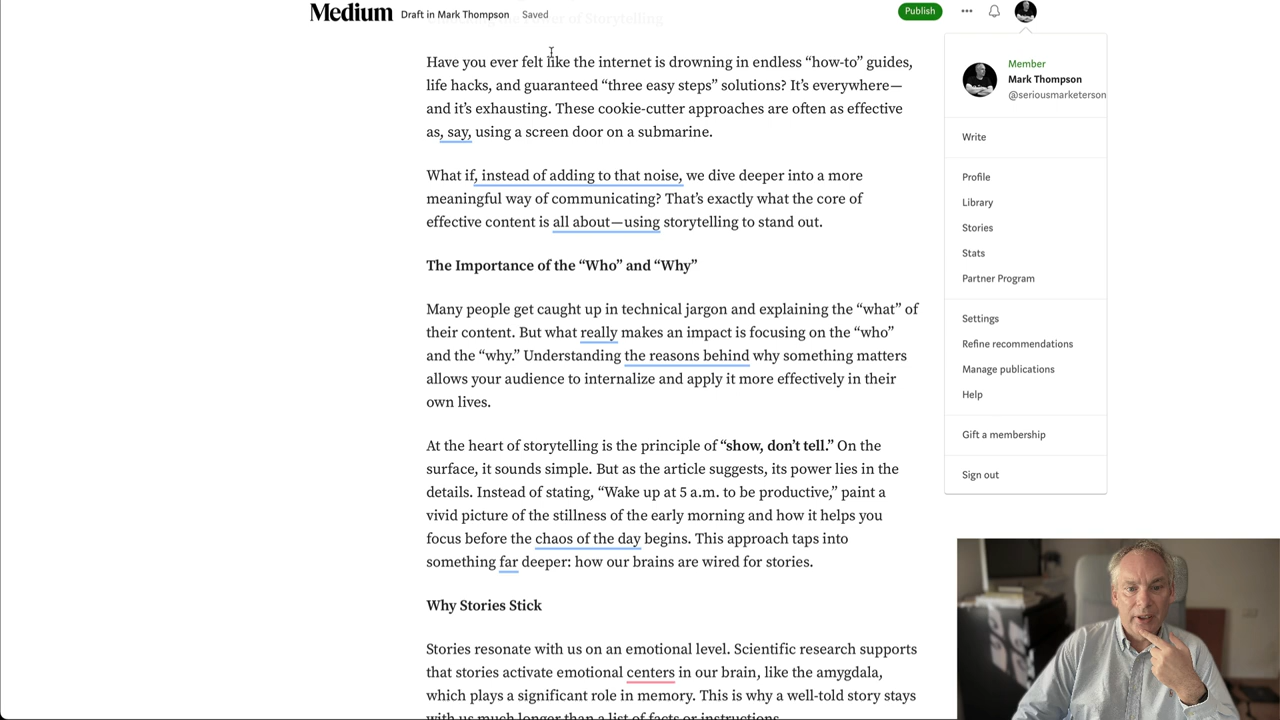 Medium
Draft in Mark Thompson
Saved
Publish
of Storytelling
Have you ever felt like the internet is drowning in endless “how-to” guides,
life hacks, and guaranteed “three easy steps” solutions? It’s everywhere—
and it’s exhausting. These cookie-cutter approaches are often as effective
as, say, using a screen door on a submarine.
What if, instead of adding to that noise, we dive deeper into a more
meaningful way of communicating? That’s exactly what the core of
effective content is all about—using storytelling to stand out.
The Importance of the “Who” and “Why”
Many people get caught up in technical jargon and explaining the “what” of
their content. But what really makes an impact is focusing on the “who”
and the “why.” Understanding the reasons behind why something matters
allows your audience to internalize and apply it more effectively in their
own lives.
At the heart of storytelling is the principle of “show, don’t tell.” On the
surface, it sounds simple. But as the article suggests, its power lies in the
details. Instead of stating, “Wake up at 5 a.m. to be productive,” paint a
vivid picture of the stillness of the early morning and how it helps you
focus before the chaos of the day begins. This approach taps into
something far deeper: how our brains are wired for stories.
Why Stories Stick
Stories resonate with us on an emotional level. Scientific research supports
that stories activate emotional centers in our brain, like the amygdala,
which plays a significant role in memory. This is why a well-told story stays
with us much longer than a list of facts or instructions.
Member
Mark Thompson
@seriousmarketerson
Write
Profile
Library
Stories
Stats
Partner Program
Settings
Refine recommendations
Manage publications
Help
Gift a membership
Sign out